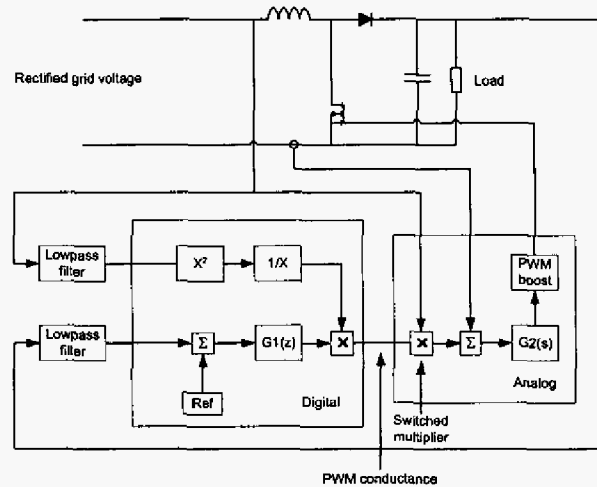 Rectified grid voltage
Load
Lowpass
filter
X²
1/X
PWM
boost
Lowpass
filter
Σ
G1(z)
X
X
Σ
G2(s)
Ref
Digital
Analog
Switched
multiplier
PWM conductance